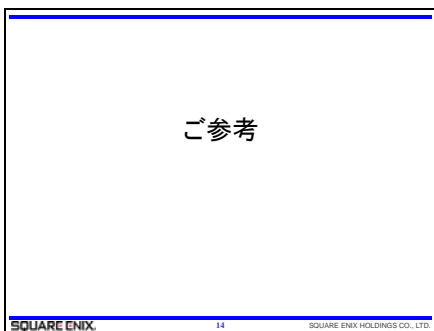 ご参考
SQUARE ENIX. 14 SQUARE ENIX HOLDINGS CO., LTD.